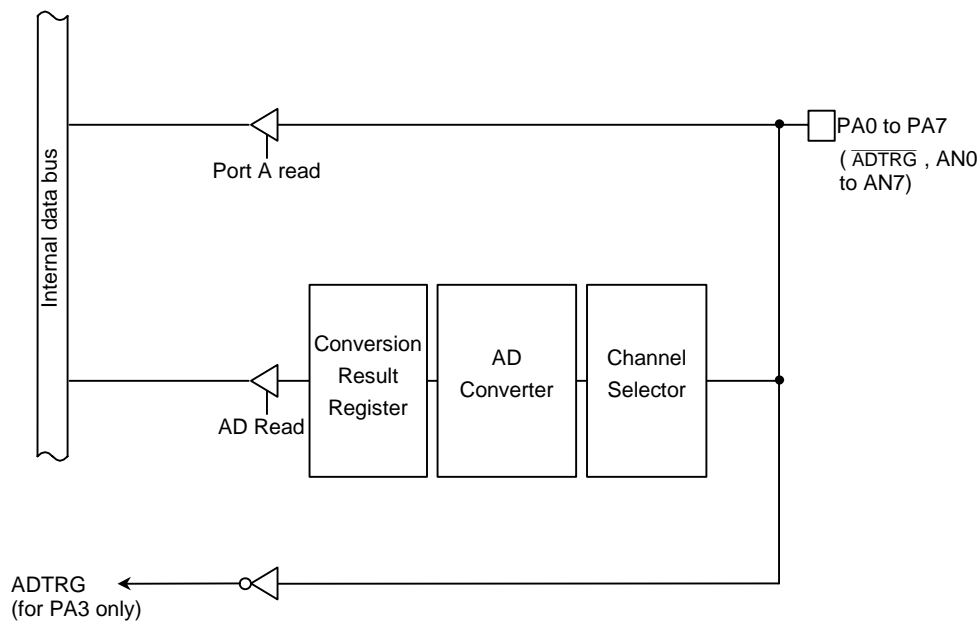 PA0 to PA7
( ADTRG , AN0
to AN7)
Port A read
Internal data bus
Conversion
Result
Register
AD
Converter
Channel
Selector
AD Read
ADTRG
(for PA3 only)